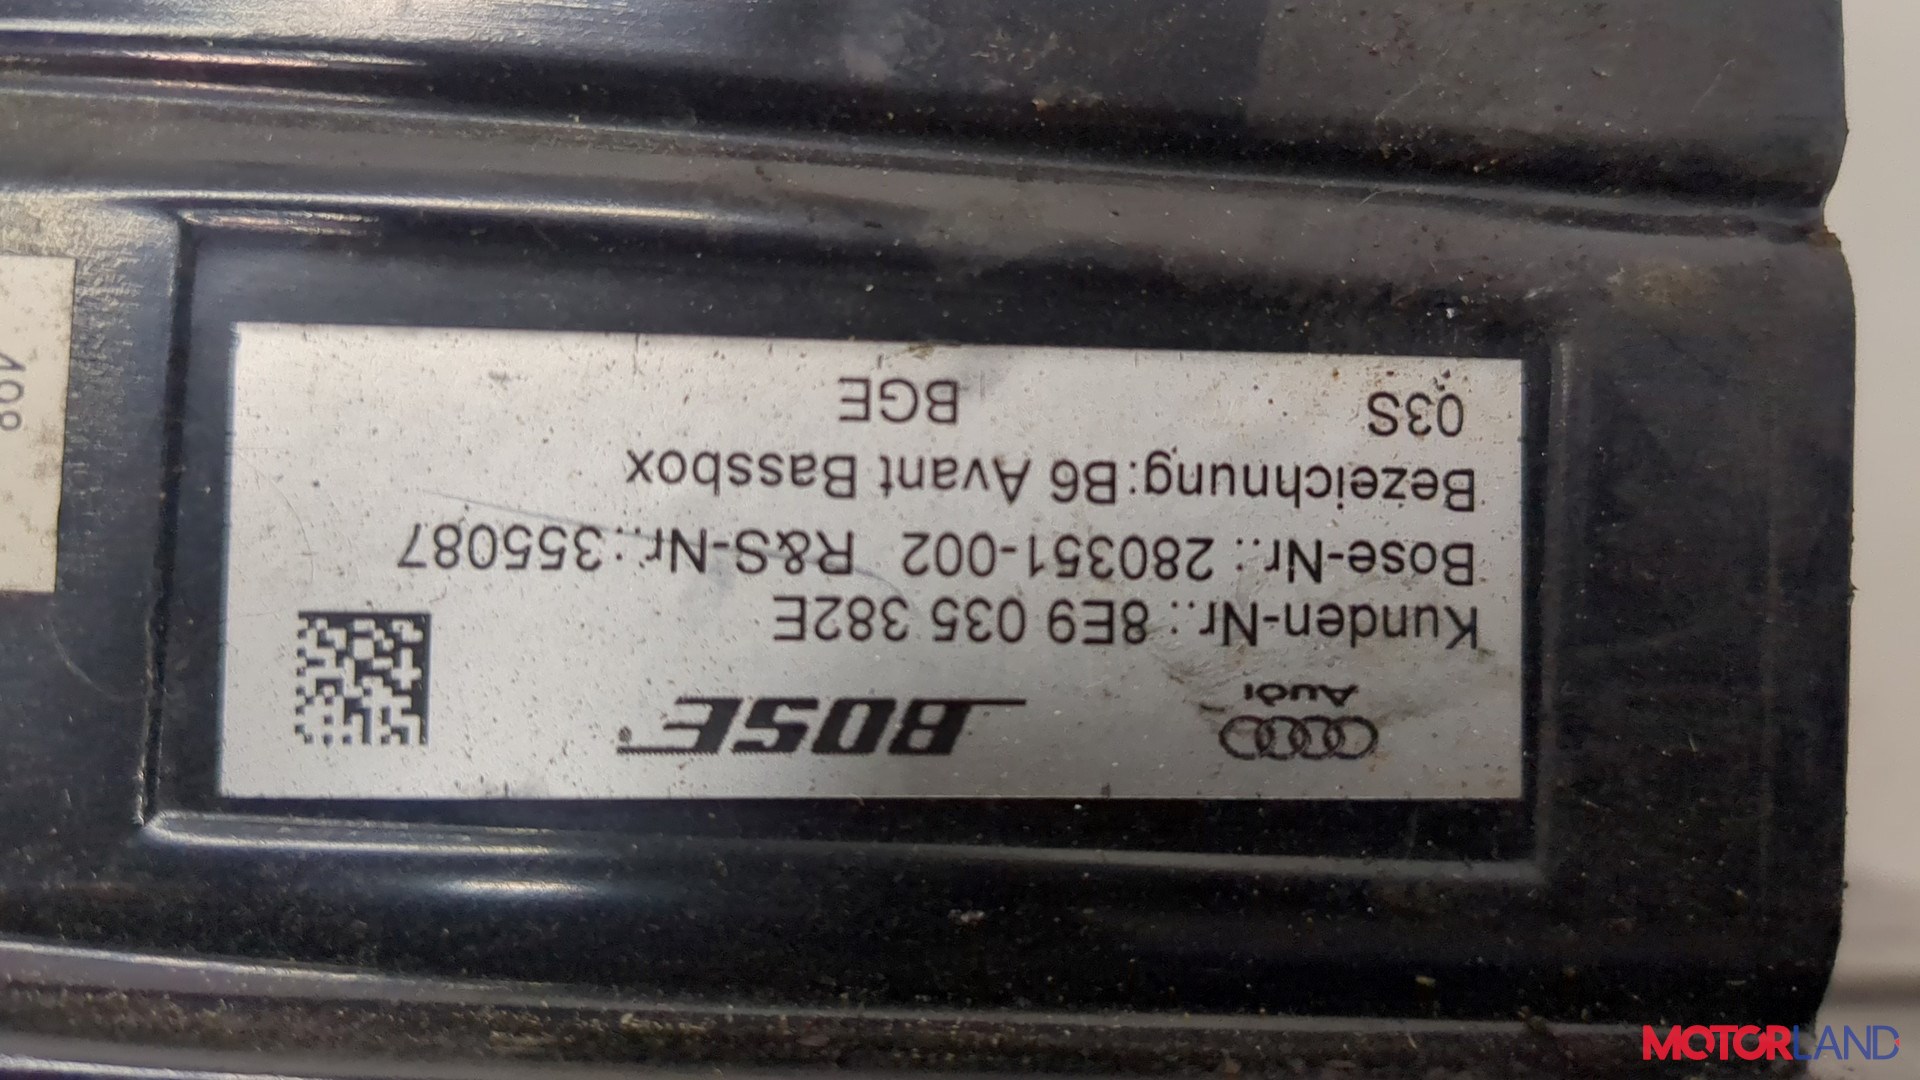 Audi
BOSE®
Kunden-Nr.: 8E9 035 382E
Bose-Nr.: 280351-002 R&S-Nr.: 355087
Bezeichnung: B6 Avant Bassbox
03S BGE
MOTORLAND